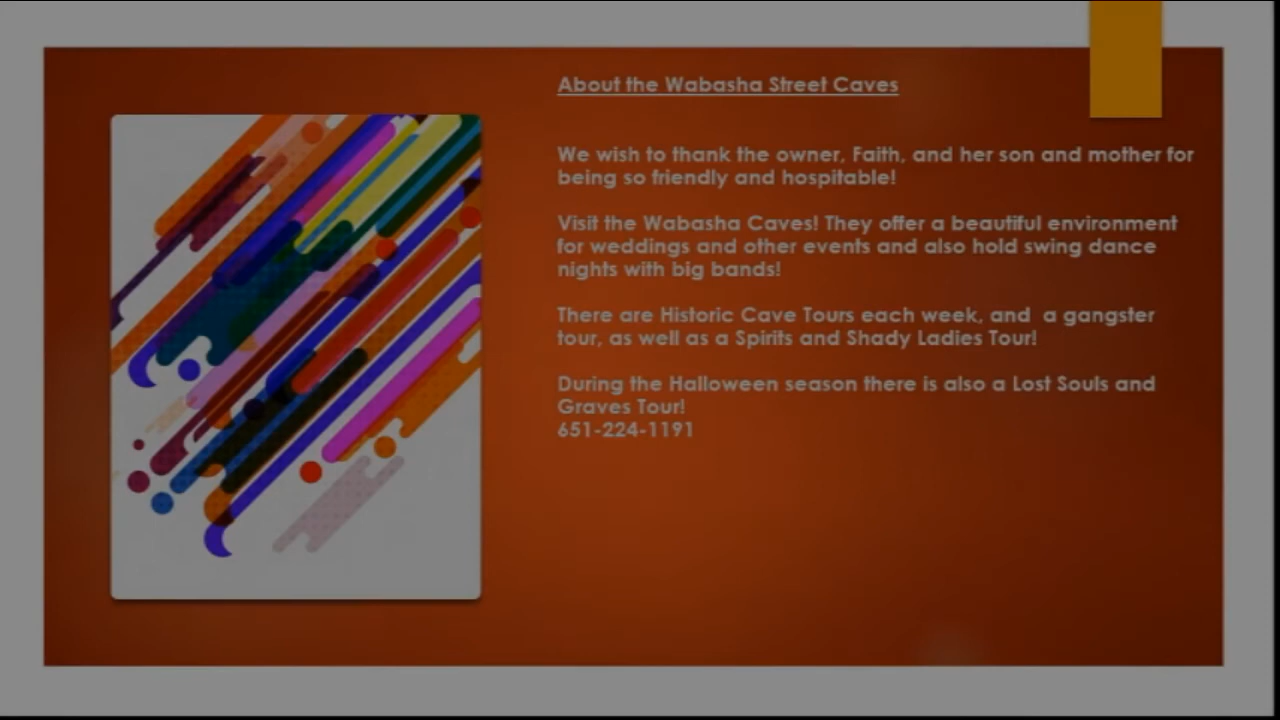 About the Wabasha Street Caves
We wish to thank the owner, Faith, and her son and mother for
being so friendly and hospitable!
Visit the Wabasha Caves! They offer a beautiful environment
for weddings and other events and also hold swing dance
nights with big bands!
There are Historic Cave Tours each week, and  a gangster
tour, as well as a Spirits and Shady Ladies Tour!
During the Halloween season there is also a Lost Souls and
Graves Tour!
651-224-1191